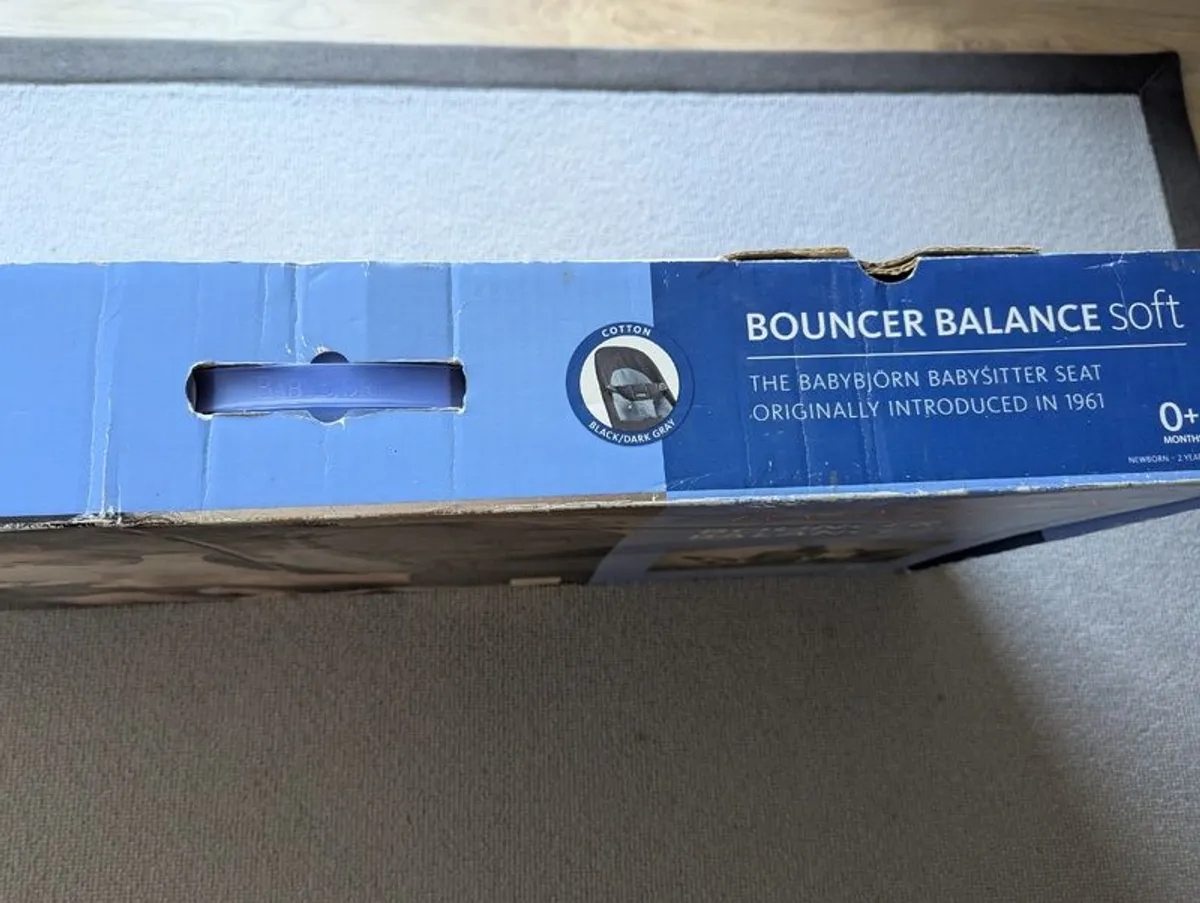 COTTON
BLACK/DARK GRAY
BOUNCER BALANCE soft
THE BABYBJÖRN BABYSITTER SEAT
ORIGINALLY INTRODUCED IN 1961
0+
MONTHS
NEWBORN - 2 YEA